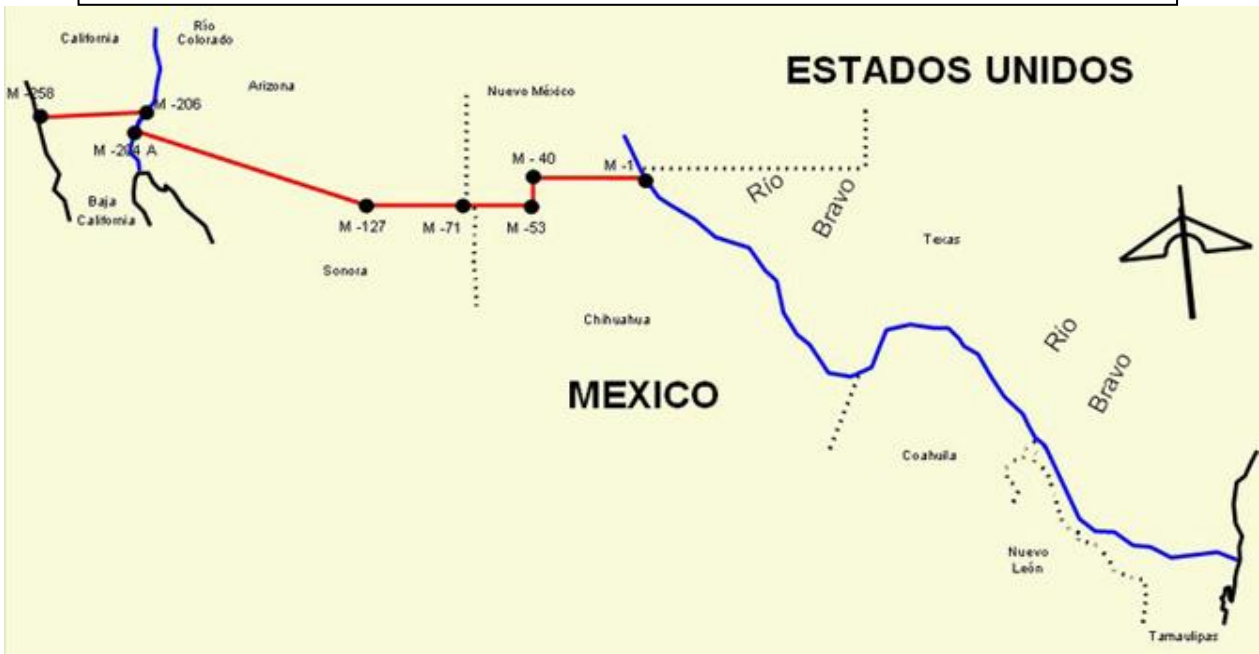 California
Río
Colorado
ESTADOS UNIDOS
Arizona
Nuevo México
M -258
M -206
M -204 A
M - 40
M -1
Río
Bravo
Baja
California
M -127
M -71
M -53
Texas
Sonora
Chihuahua
Río
Bravo
MEXICO
Coahuila
Nuevo
León
Tamaulipas